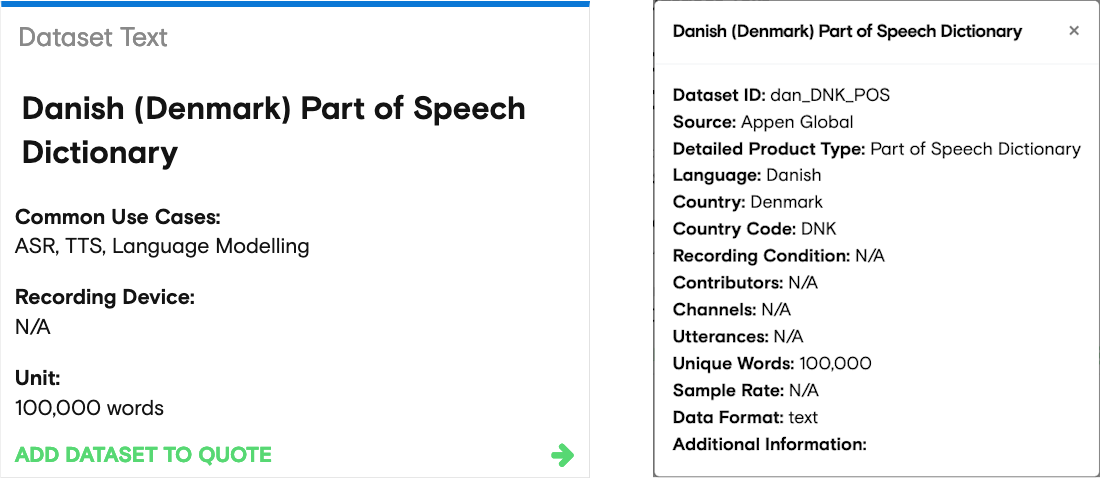 Dataset Text
Danish (Denmark) Part of Speech
Dictionary
Common Use Cases:
ASR, TTS, Language Modelling
Recording Device:
N/A
Unit:
100,000 words
ADD DATASET TO QUOTE
Danish (Denmark) Part of Speech Dictionary
×
Dataset ID: dan_DNK_POS
Source: Appen Global
Detailed Product Type: Part of Speech Dictionary
Language: Danish
Country: Denmark
Country Code: DNK
Recording Condition: N/A
Contributors: N/A
Channels: N/A
Utterances: N/A
Unique Words: 100,000
Sample Rate: N/A
Data Format: text
Additional Information: